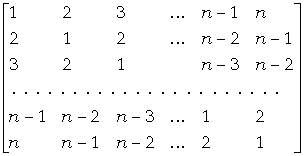 1 2 3 ... n − 1 n
2 1 2 ... n − 2 n − 1
3 2 1 n − 3 n − 2
. . . . . . . . . . . . . . . . . . . . . . .
n − 1 n − 2 n − 3 ... 1 2
n n − 1 n − 2 ... 2 1